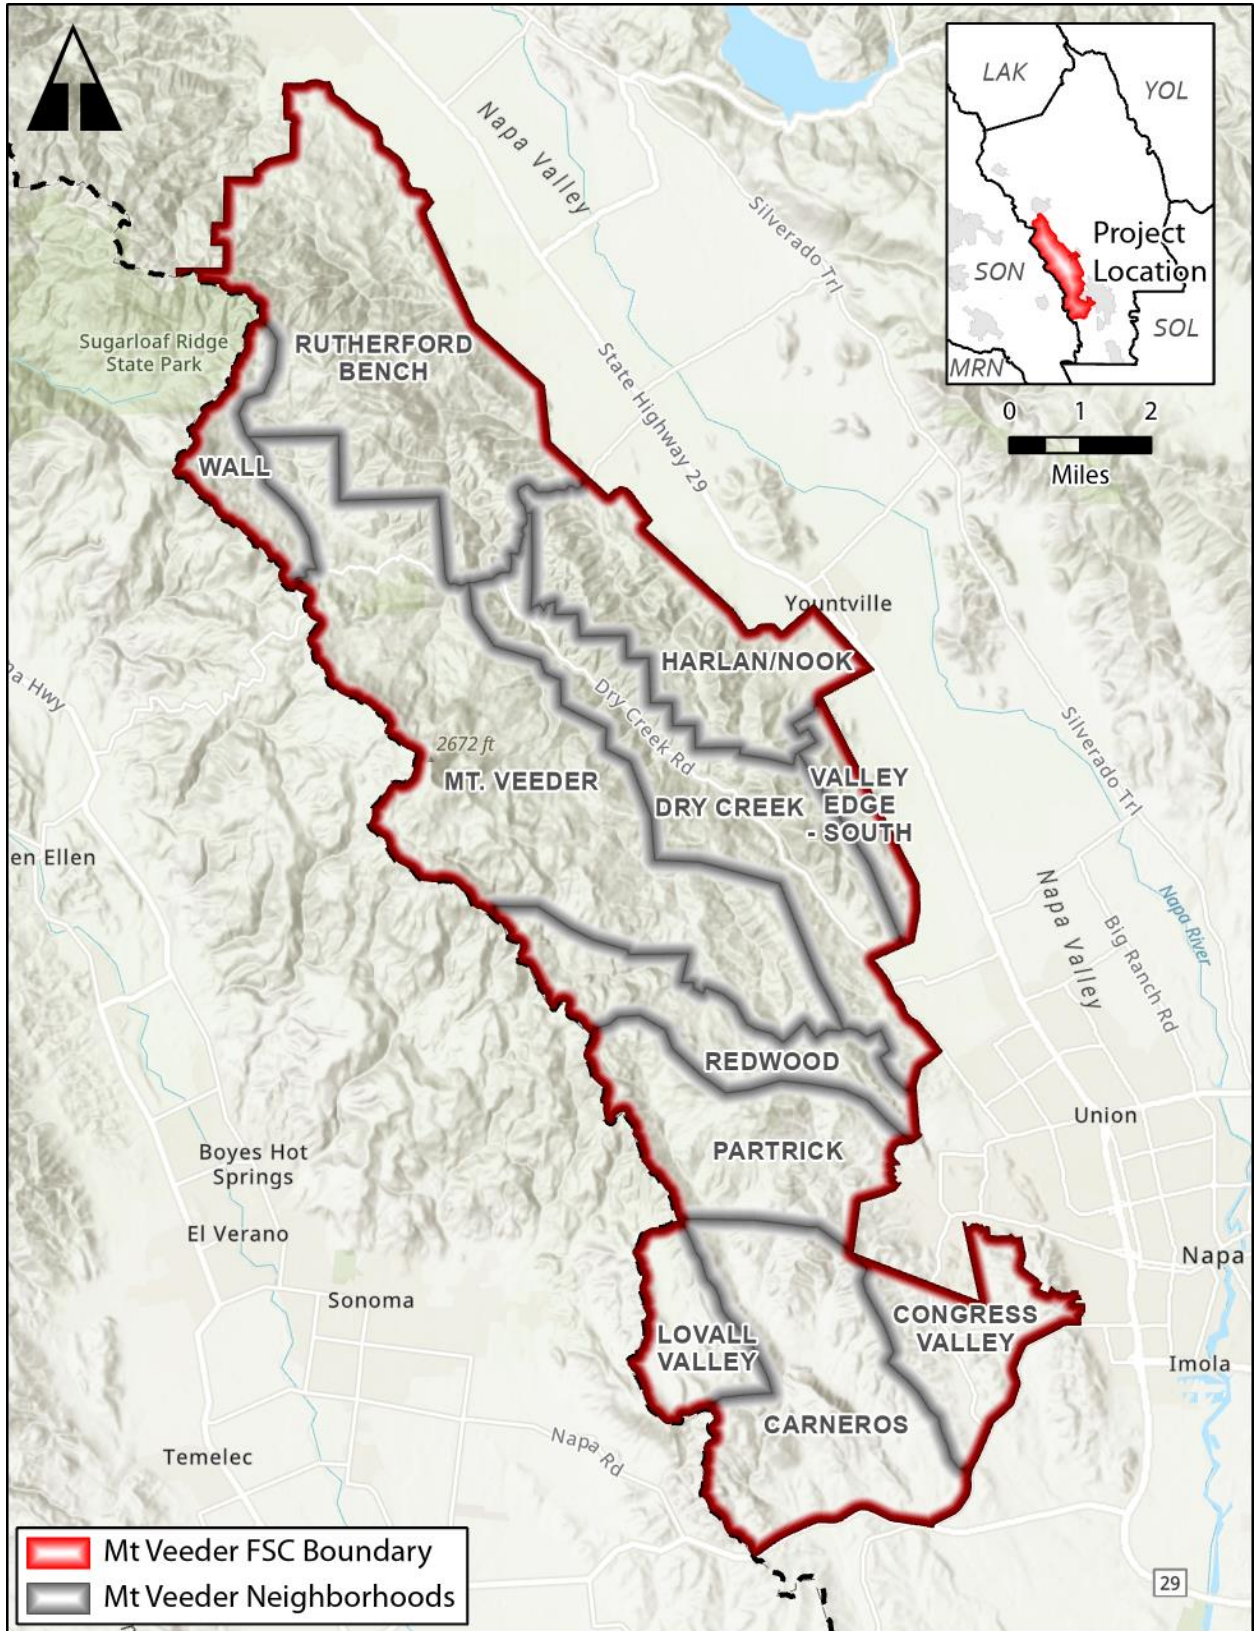 LAK
YOL
Project
Location
SON
SOL
MRN
0 1 2
Miles
Napa Valley
Silverado Trl
State Highway 29
Sugarloaf Ridge
State Park
RUTHERFORD
BENCH
WALL
Yountville
HARLAN/NOOK
na Hwy
Dry Creek Rd
Silverado Trl
2672 ft
MT. VEEDER
VALLEY
EDGE
- SOUTH
DRY CREEK
en Ellen
Napa Valley
Big Ranch Rd
Napa River
REDWOOD
Union
PARTRICK
Boyes Hot
Springs
El Verano
Napa
Sonoma
CONGRESS
VALLEY
LOVALL
VALLEY
Imola
CARNEROS
Napa Rd
Temelec
Mt Veeder FSC Boundary
Mt Veeder Neighborhoods
29